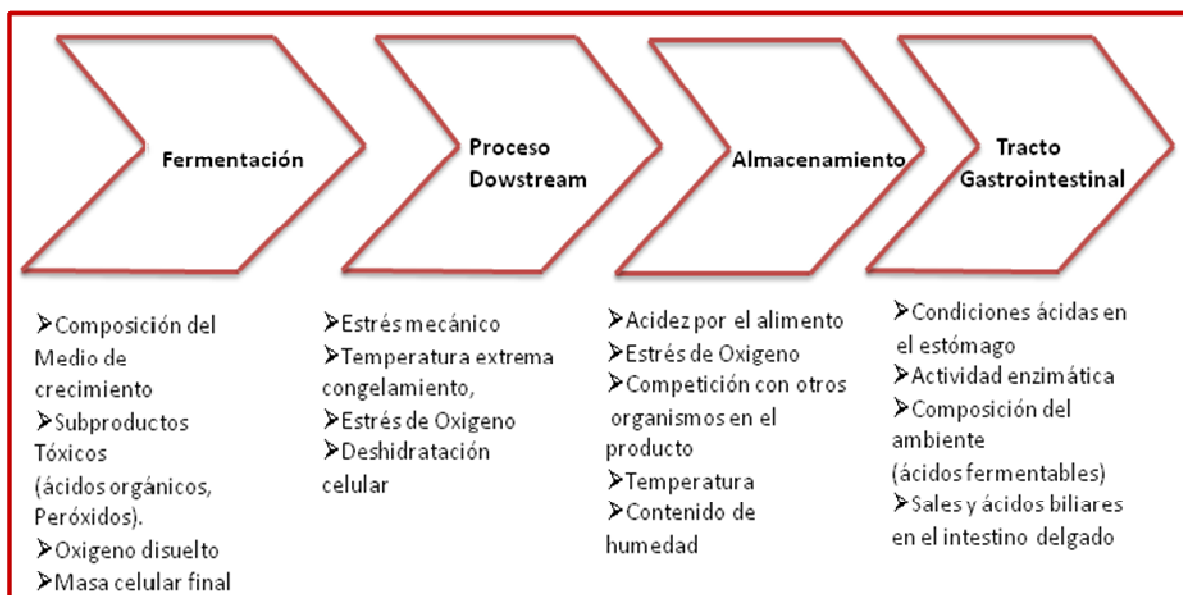 Fermentación
Proceso
Dowstream
Almacenamiento
Tracto
Gastrointestinal
➤Composición del
Medio de
crecimiento
➤Subproductos
Tóxicos
(ácidos orgánicos,
Peróxidos).
➤Oxigeno disuelto
➤Masa celular final
➤Estrés mecánico
➤Temperatura extrema
congelamiento,
➤Estrés de Oxigeno
➤Deshidratación
celular
➤Acidez por el alimento
➤Estrés de Oxigeno
➤Competición con otros
organismos en el
producto
➤Temperatura
➤Contenido de
humedad
➤Condiciones ácidas en
el estómago
➤Actividad enzimática
➤Composición del
ambiente
(ácidos fermentables)
➤Sales y ácidos biliares
en el intestino delgado